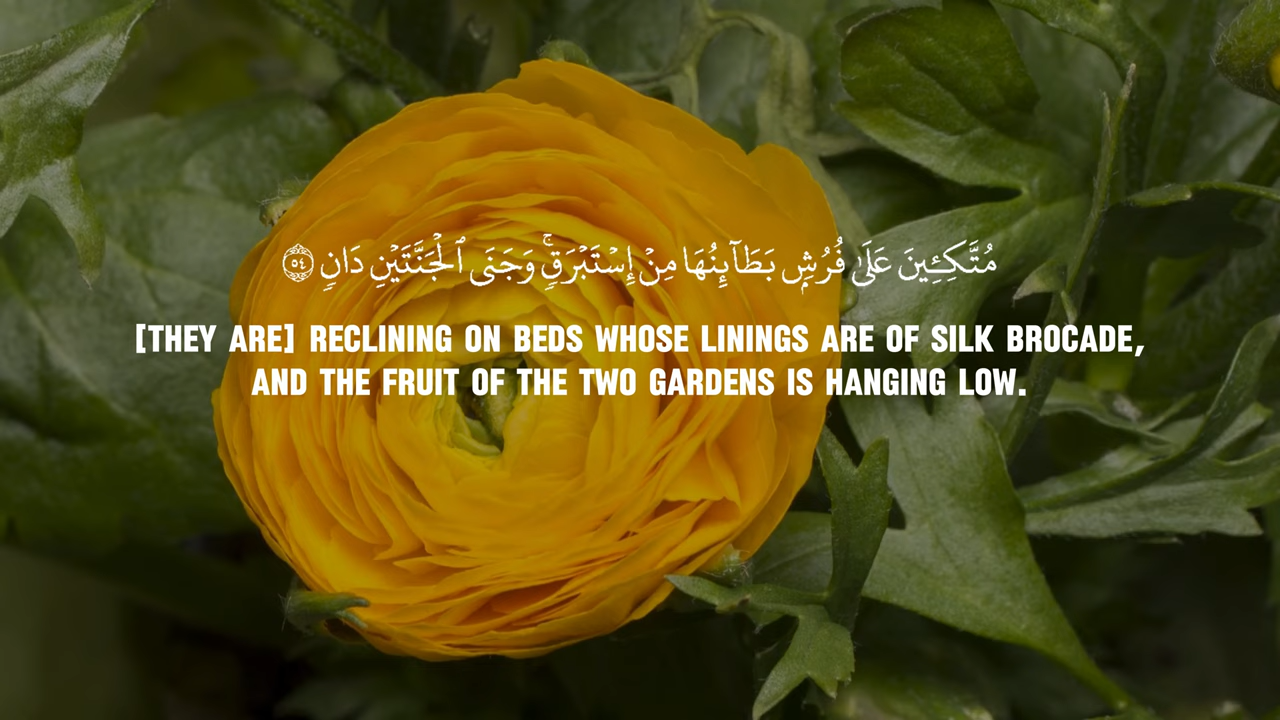 مُتَّكِـِٔينَ عَلَىٰ فُرُشٍۭ بَطَآئِنُهَا مِنْ إِسْتَبْرَقٍۚ وَجَنَى ٱلْجَنَّتَيْنِ دَانٍ ٥٤
[THEY ARE] RECLINING ON BEDS WHOSE LININGS ARE OF SILK BROCADE,
AND THE FRUIT OF THE TWO GARDENS IS HANGING LOW.